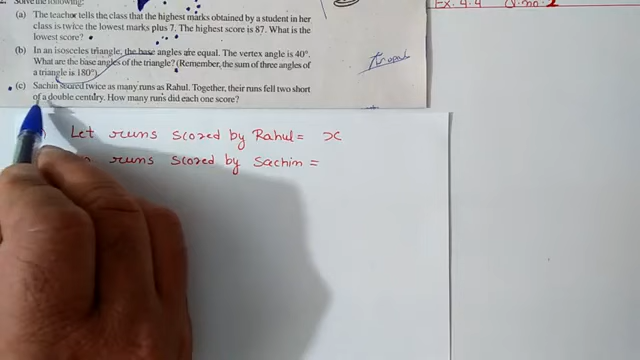 2. Solve the following:
Ex. 4.4 Q.no. 2
(a) The teacher tells the class that the highest marks obtained by a student in her
class is twice the lowest marks plus 7. The highest score is 87. What is the
lowest score?
(b) In an isosceles triangle, the base angles are equal. The vertex angle is 40°.
What are the base angles of the triangle? (Remember, the sum of three angles of
a triangle is 180°).
(c) Sachin scored twice as many runs as Rahul. Together, their runs fell two short
of a double century. How many runs did each one score?
) Let runs scored by Rahul = x
runs scored by Sachin =